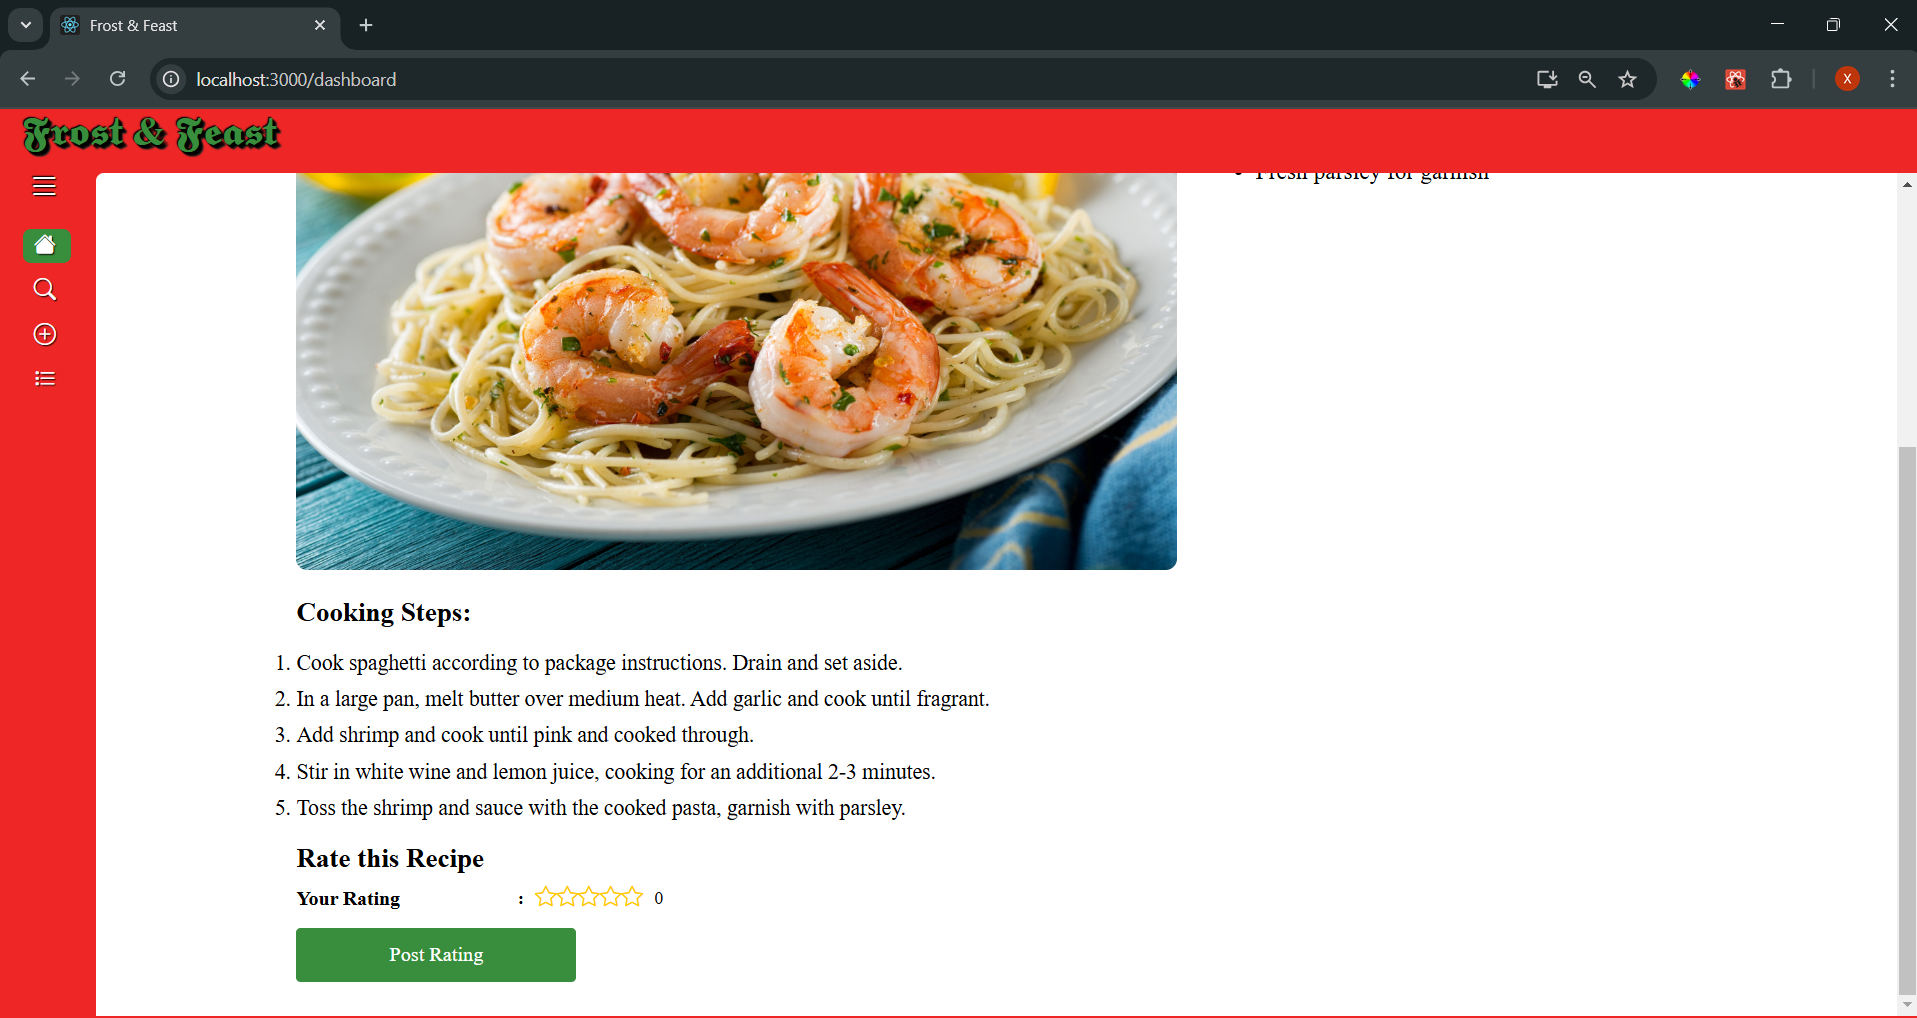 Frost & Feast
localhost:3000/dashboard
X
Frost & Feast
Fresh parsley for garnish
Cooking Steps:
1. Cook spaghetti according to package instructions. Drain and set aside.
2. In a large pan, melt butter over medium heat. Add garlic and cook until fragrant.
3. Add shrimp and cook until pink and cooked through.
4. Stir in white wine and lemon juice, cooking for an additional 2-3 minutes.
5. Toss the shrimp and sauce with the cooked pasta, garnish with parsley.
Rate this Recipe
Your Rating : 0
Post Rating